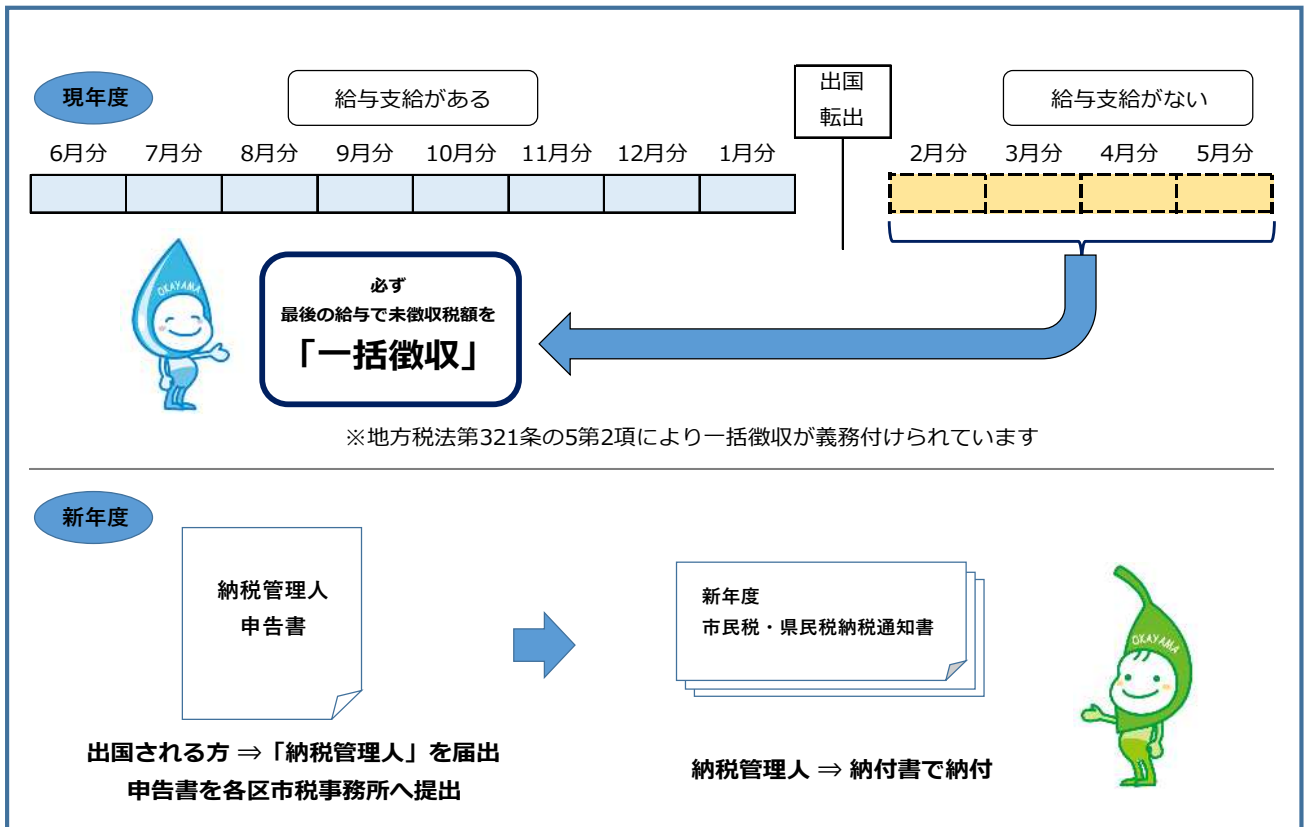 現年度
給与支給がある
出国
転出
給与支給がない
6月分 7月分 8月分 9月分 10月分 11月分 12月分 1月分 2月分 3月分 4月分 5月分
OKAYAMA
必ず
最後の給与で未徴収税額を
「一括徴収」
※地方税法第321条の5第2項により一括徴収が義務付けられています
新年度
納税管理人
申告書
新年度
市民税・県民税納税通知書
OKAYAMA
出国される方 ⇒「納税管理人」を届出
申告書を各区市税事務所へ提出
納税管理人 ⇒ 納付書で納付